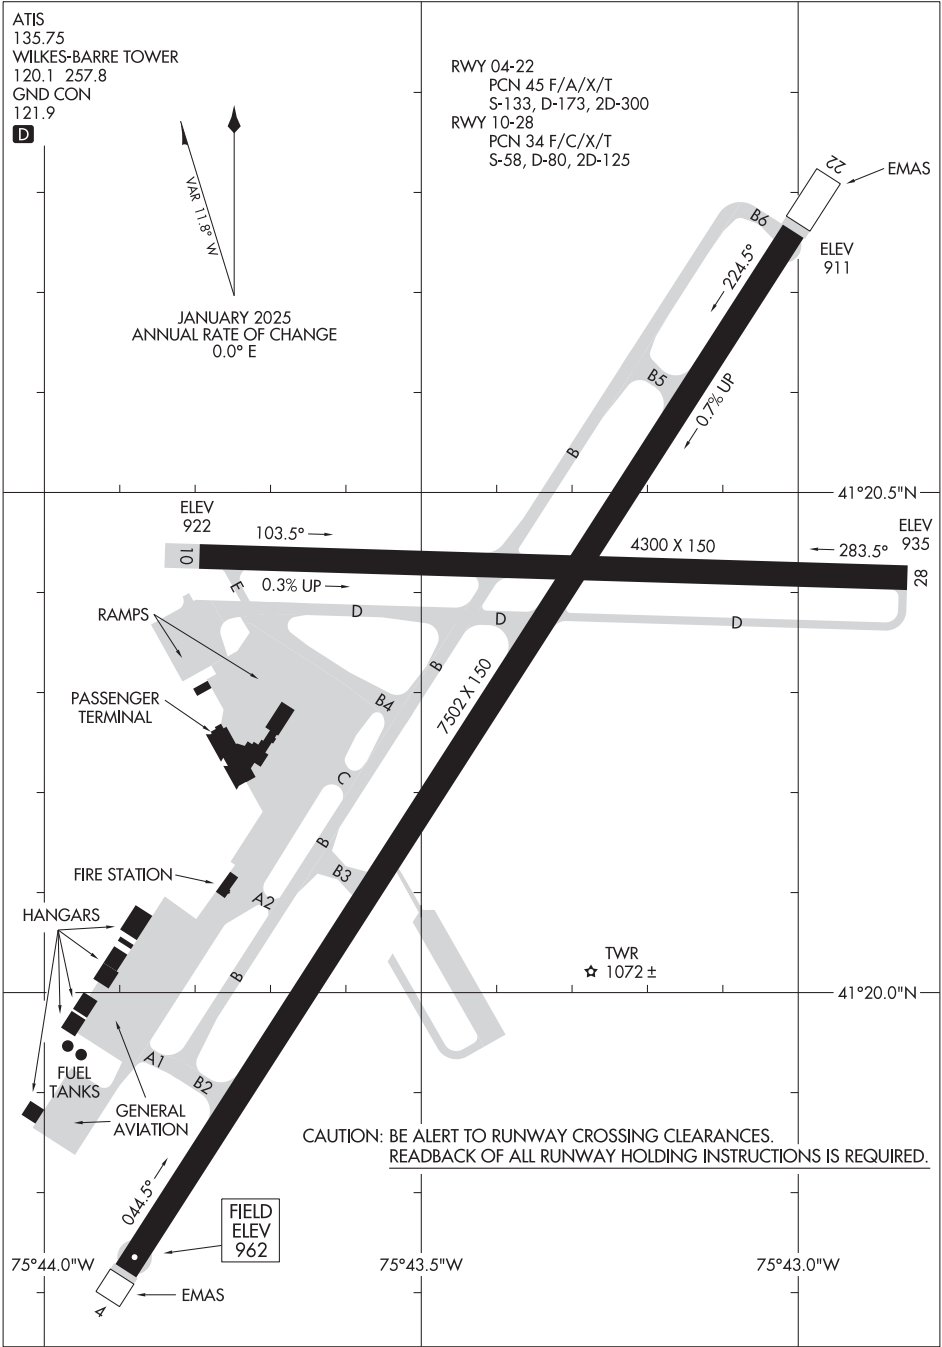 ATIS
135.75
WILKES-BARRE TOWER
120.1 257.8
GND CON
121.9
D
RWY 04-22
PCN 45 F/A/X/T
S-133, D-173, 2D-300
RWY 10-28
PCN 34 F/C/X/T
S-58, D-80, 2D-125
VAR 11.8° W
JANUARY 2025
ANNUAL RATE OF CHANGE
0.0° E
22
EMAS
B6
ELEV
911
224.5°
B5
0.7% UP
B
41°20.5"N
ELEV
922
103.5°
10
0.3% UP
4300 X 150
283.5°
ELEV
935
28
E
D
D
D
RAMPS
B
7502 X 150
PASSENGER
TERMINAL
B4
C
B
B3
FIRE STATION
A2
HANGARS
B
TWR
1072 ±
41°20.0"N
A1
B2
FUEL
TANKS
GENERAL
AVIATION
CAUTION: BE ALERT TO RUNWAY CROSSING CLEARANCES.
READBACK OF ALL RUNWAY HOLDING INSTRUCTIONS IS REQUIRED.
044.5°
FIELD
ELEV
962
75°44.0"W
75°43.5"W
75°43.0"W
EMAS
4